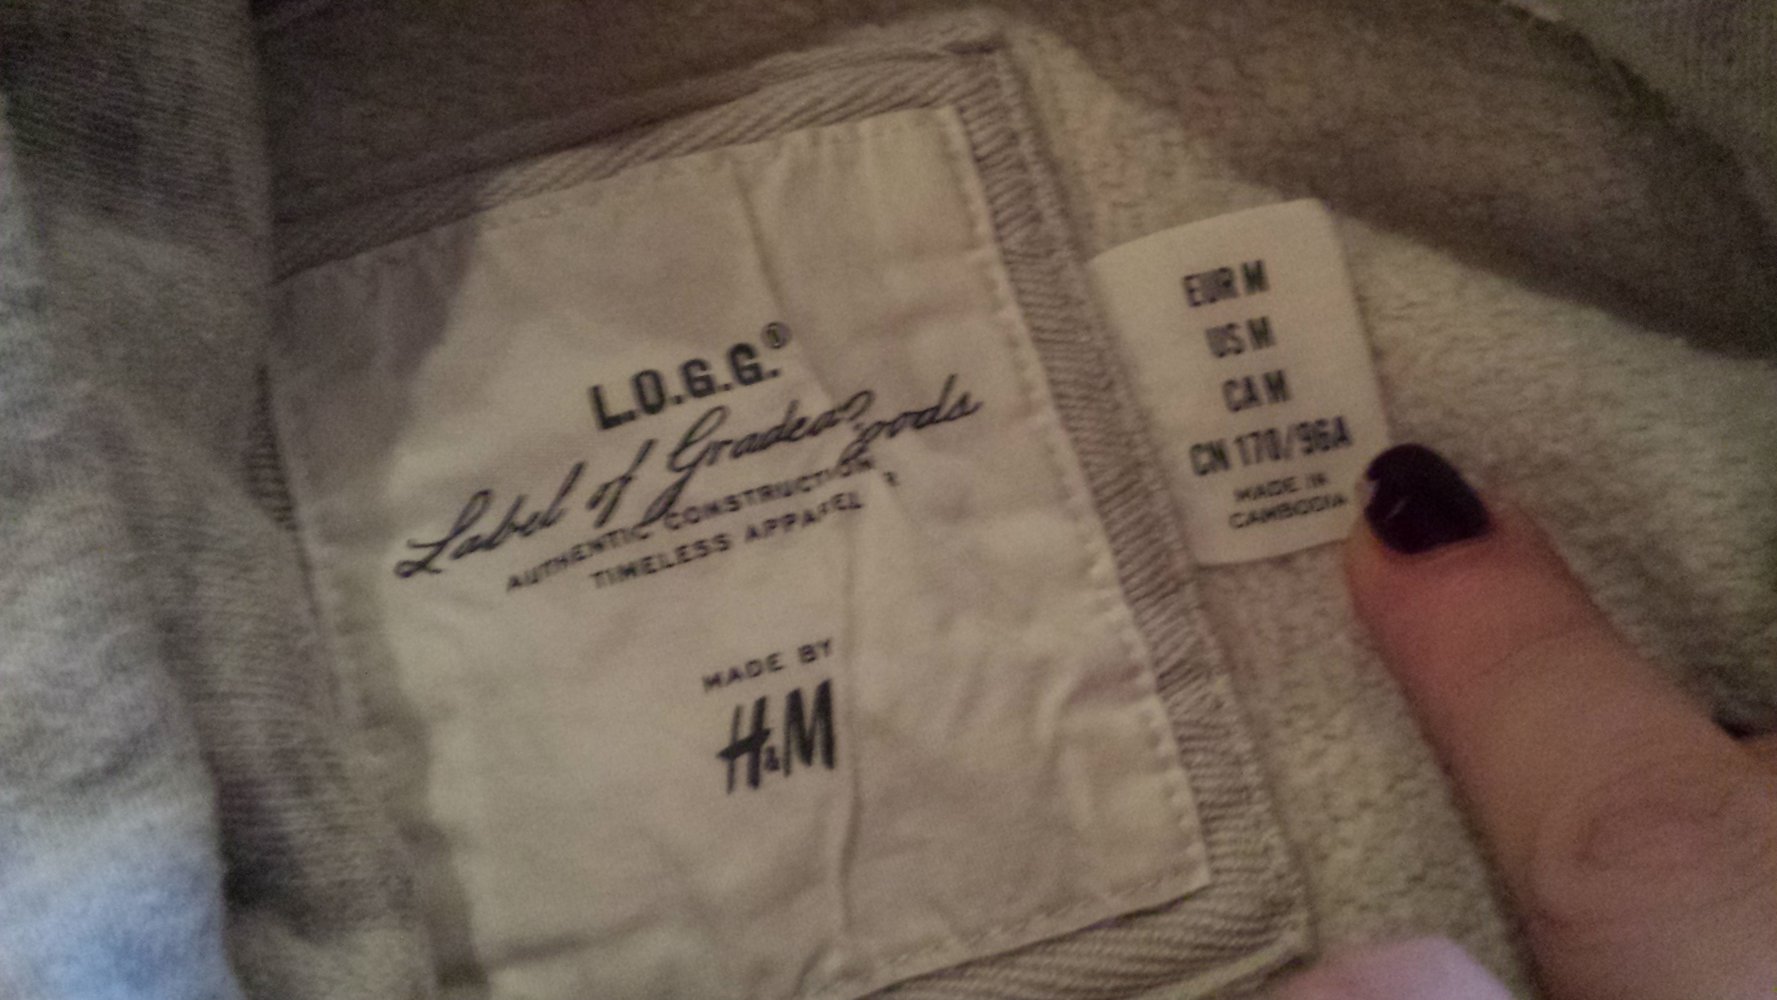 L.O.G.G.®
Label of Graded goods
AUTHENTIC CONSTRUCTION
TIMELESS APPAREL
MADE BY
H&M
EUR M
US M
CA M
CN 170/96A
MADE IN
CAMBODIA